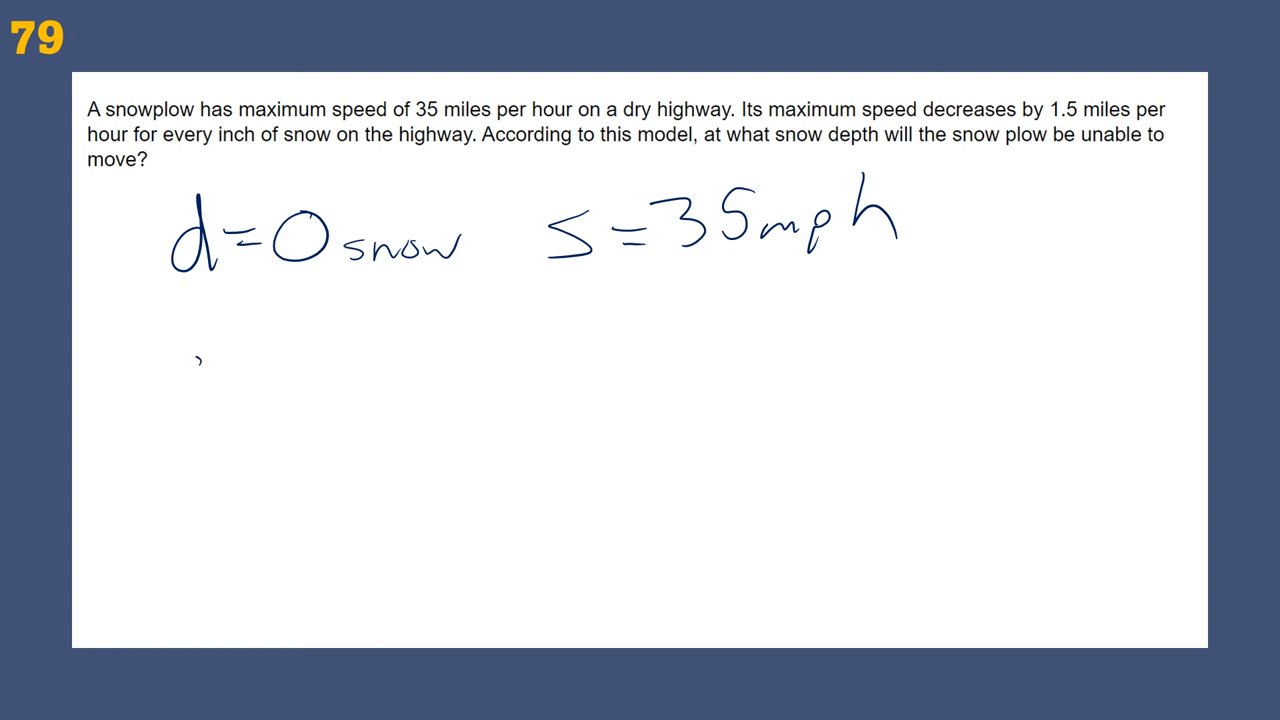 79
A snowplow has maximum speed of 35 miles per hour on a dry highway. Its maximum speed decreases by 1.5 miles per
hour for every inch of snow on the highway. According to this model, at what snow depth will the snow plow be unable to
move?
d=0 snow s=35mph